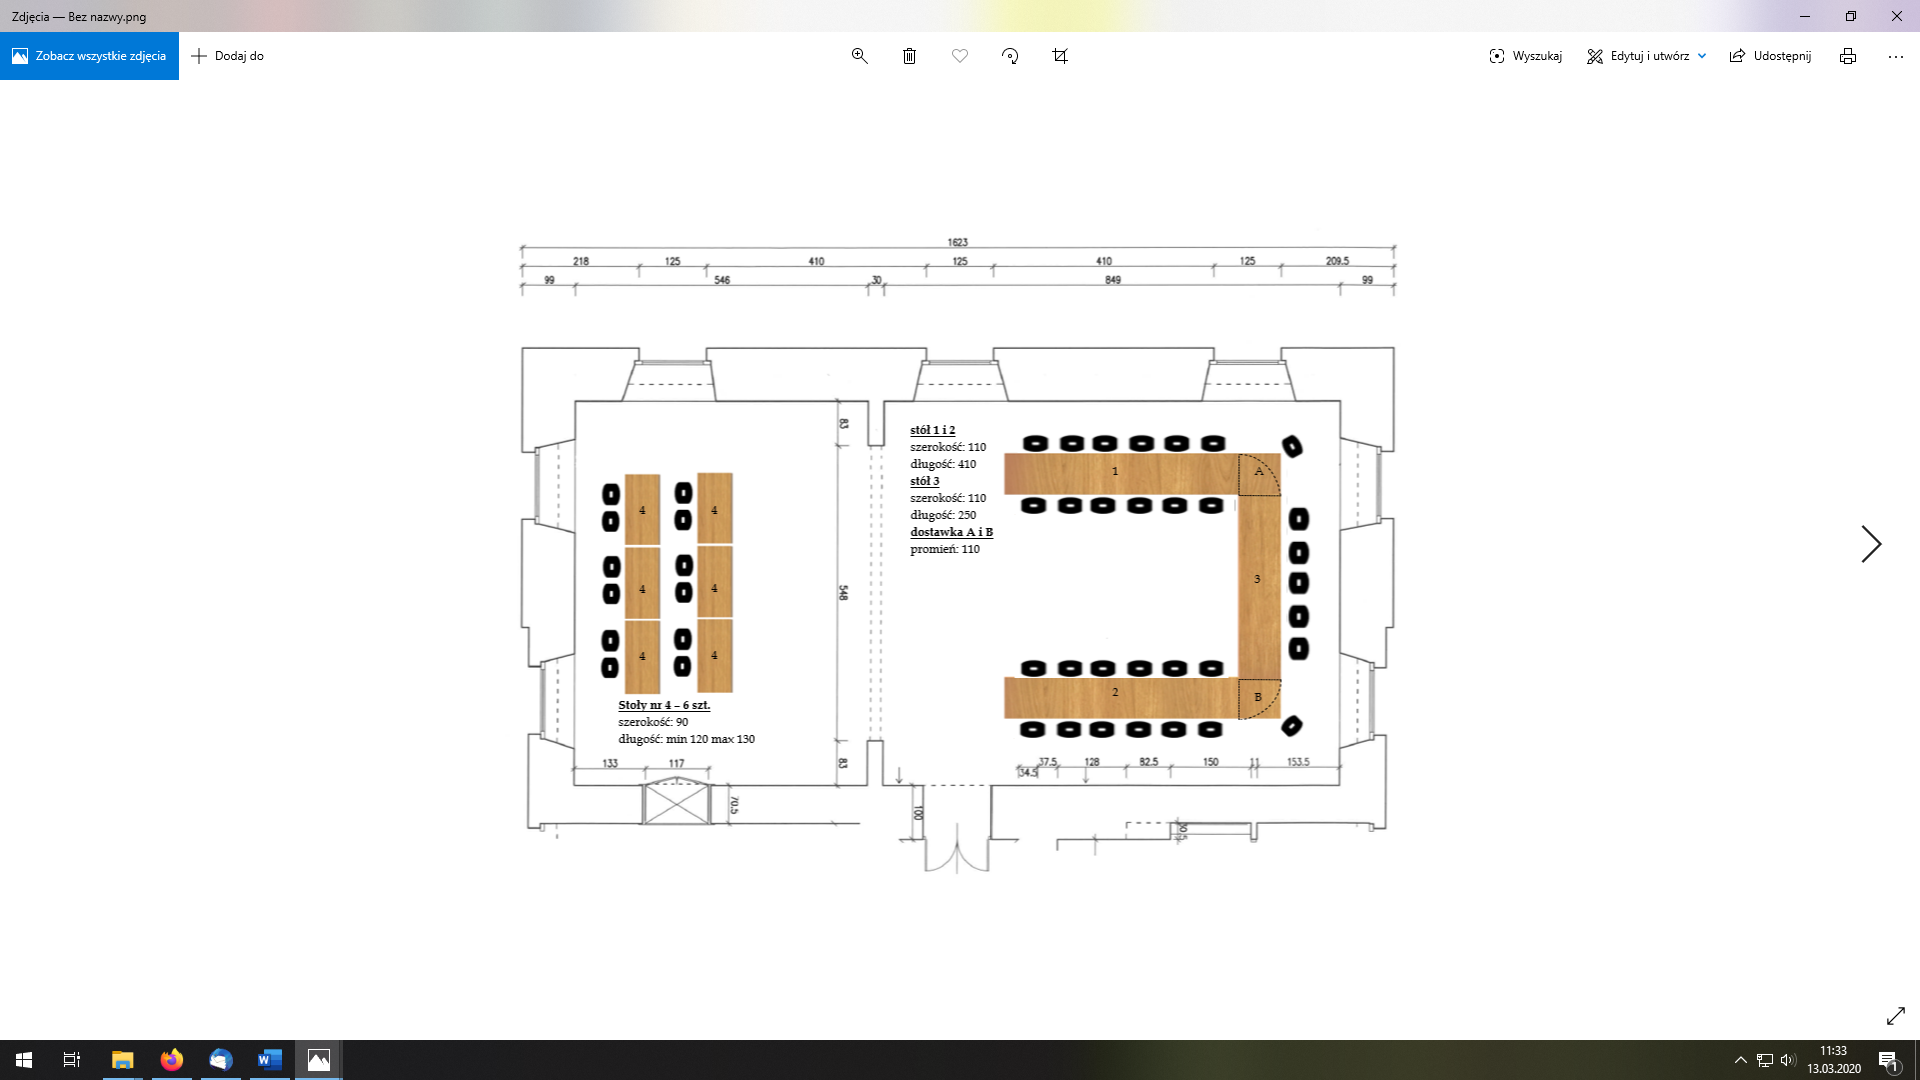 Zdjęcia — Bez nazwy.png
Zobacz wszystkie zdjęcia
Dodaj do
Wyszukaj
Edytuj i utwórz
Udostępnij
1623
218 125 410 125 410 125 209.5
99 546 30 849 99
83
548
83
stół 1 i 2
szerokość: 110
długość: 410
stół 3
szerokość: 110
długość: 250
dostawka A i B
promień: 110
1
A
3
2
B
4 4
4 4
4 4
Stoły nr 4 – 6 szt.
szerokość: 90
długość: min 120 max 130
133 117
70.5
100
34.5 37.5 128 82.5 150 11 153.5
11:33
13.03.2020
1